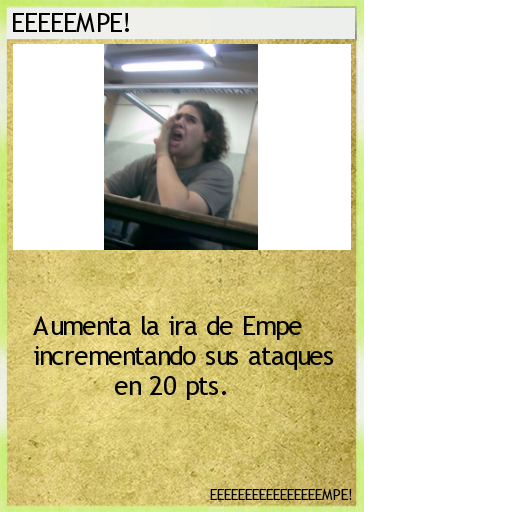 EEEEEMPE!
Aumenta la ira de Empe
incrementando sus ataques
en 20 pts.
EEEEEEEEEEEEEEEEMPE!